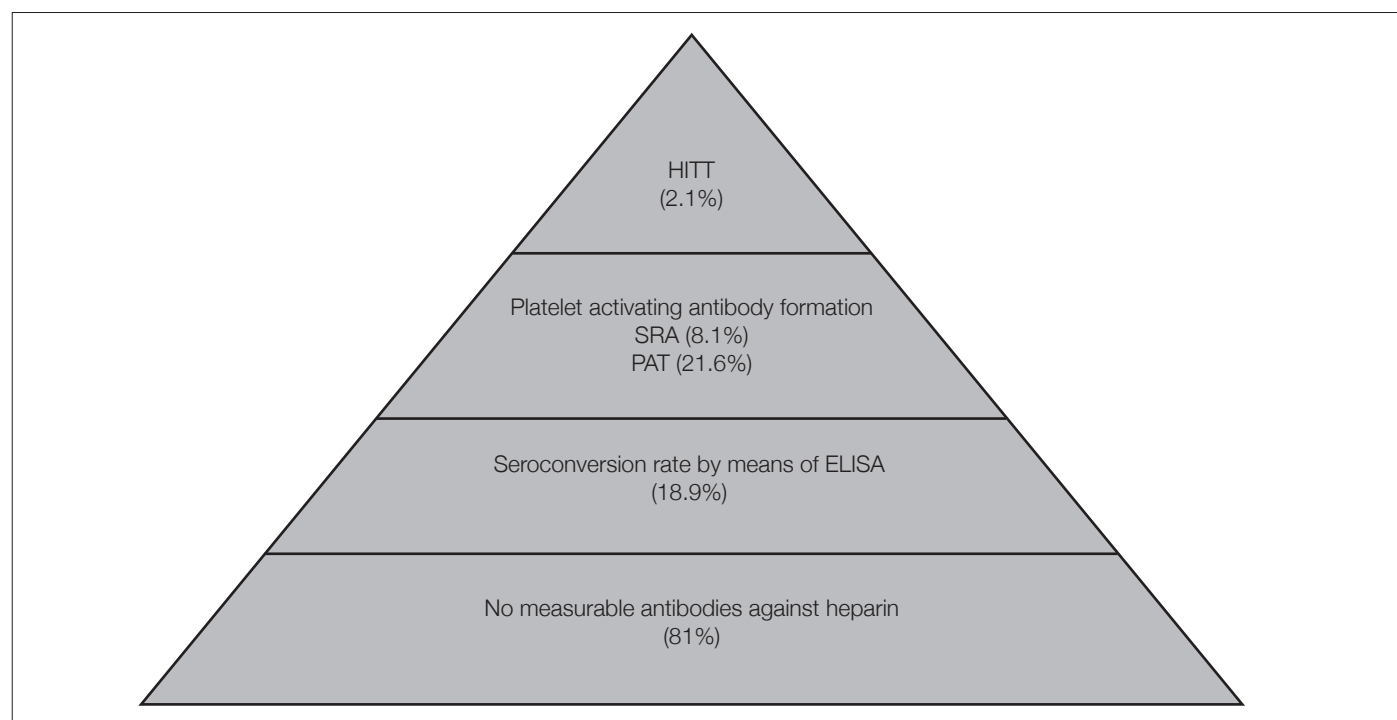 HITT
(2.1%)
Platelet activating antibody formation
SRA (8.1%)
PAT (21.6%)
Seroconversion rate by means of ELISA
(18.9%)
No measurable antibodies against heparin
(81%)